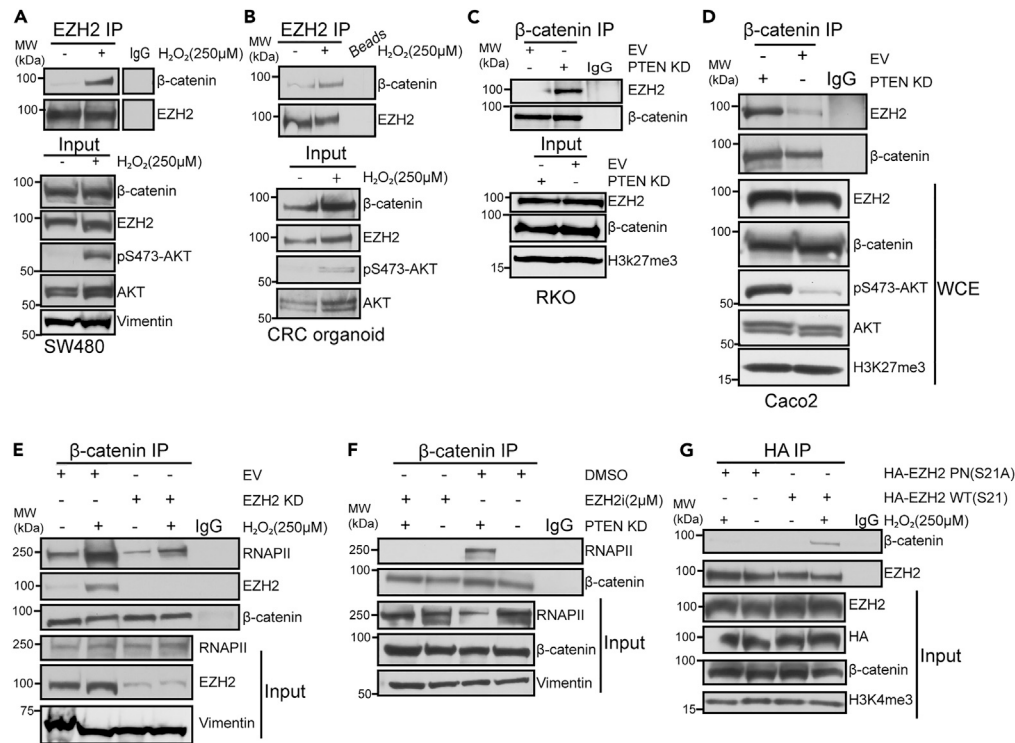 A
EZH2 IP
MW
(kDa)
- + IgG H₂O₂(250µM)
100 β-catenin
100 EZH2
Input
- + H₂O₂(250µM)
100 β-catenin
100 EZH2
50 pS473-AKT
50 AKT
50 Vimentin
SW480
B
EZH2 IP
MW
(kDa)
- + Beads H₂O₂(250µM)
100 β-catenin
100 EZH2
Input
- + H₂O₂(250µM)
100 β-catenin
100 EZH2
50 pS473-AKT
50 AKT
CRC organoid
C
β-catenin IP
MW
(kDa)
+ - EV
- + IgG PTEN KD
100 EZH2
100 β-catenin
Input
- + EV
+ - PTEN KD
100 EZH2
100 β-catenin
15 H3k27me3
RKO
D
β-catenin IP
MW
(kDa)
- + EV
+ - IgG PTEN KD
100 EZH2
100 β-catenin
100 EZH2
100 β-catenin
50 pS473-AKT
50 AKT
15 H3K27me3
WCE
Caco2
E
β-catenin IP
+ + - - EV
- - + + EZH2 KD
MW
(kDa)
- + - + IgG H₂O₂(250µM)
250 RNAPII
100 EZH2
100 β-catenin
250 RNAPII
100 EZH2
75 Vimentin
Input
F
β-catenin IP
- - + + DMSO
+ + - - EZH2i(2µM)
MW
(kDa)
+ - + - IgG PTEN KD
250 RNAPII
100 β-catenin
250 RNAPII
100 β-catenin
50 Vimentin
Input
G
HA IP
+ + - - HA-EZH2 PN(S21A)
- - + + HA-EZH2 WT(S21)
MW
(kDa)
+ - - + IgG H₂O₂(250µM)
100 β-catenin
100 EZH2
100 EZH2
100 HA
100 β-catenin
15 H3K4me3
Input